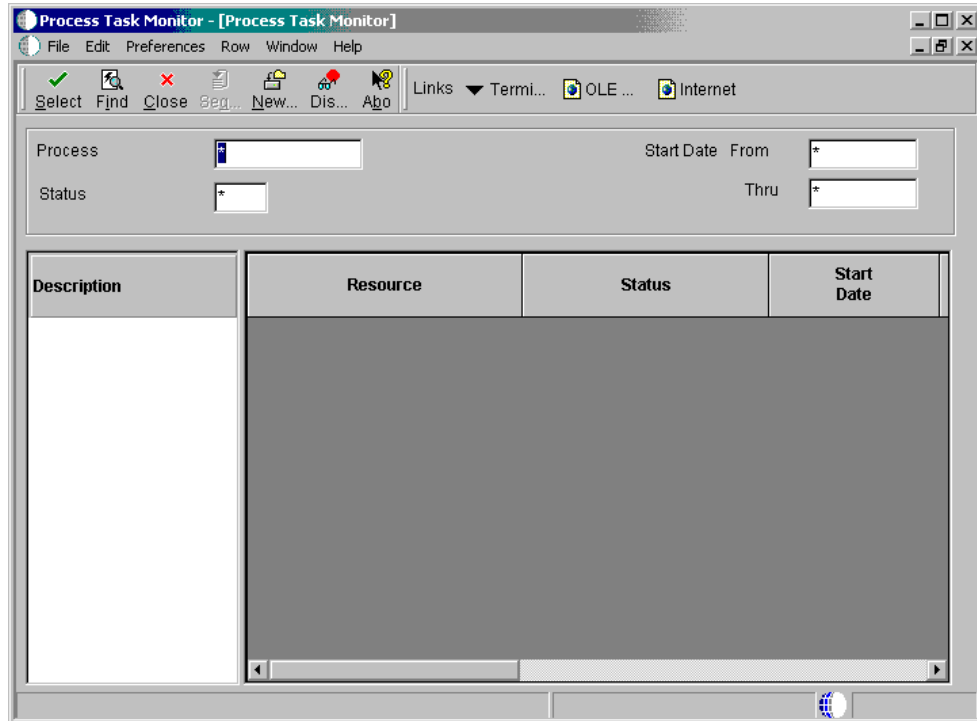 Process Task Monitor - [Process Task Monitor]
File Edit Preferences Row Window Help
Select Find Close Seq... New... Dis... Abo Links Termi... OLE ... Internet
Process * Start Date From *
Status * Thru *
Description Resource Status Start
Date